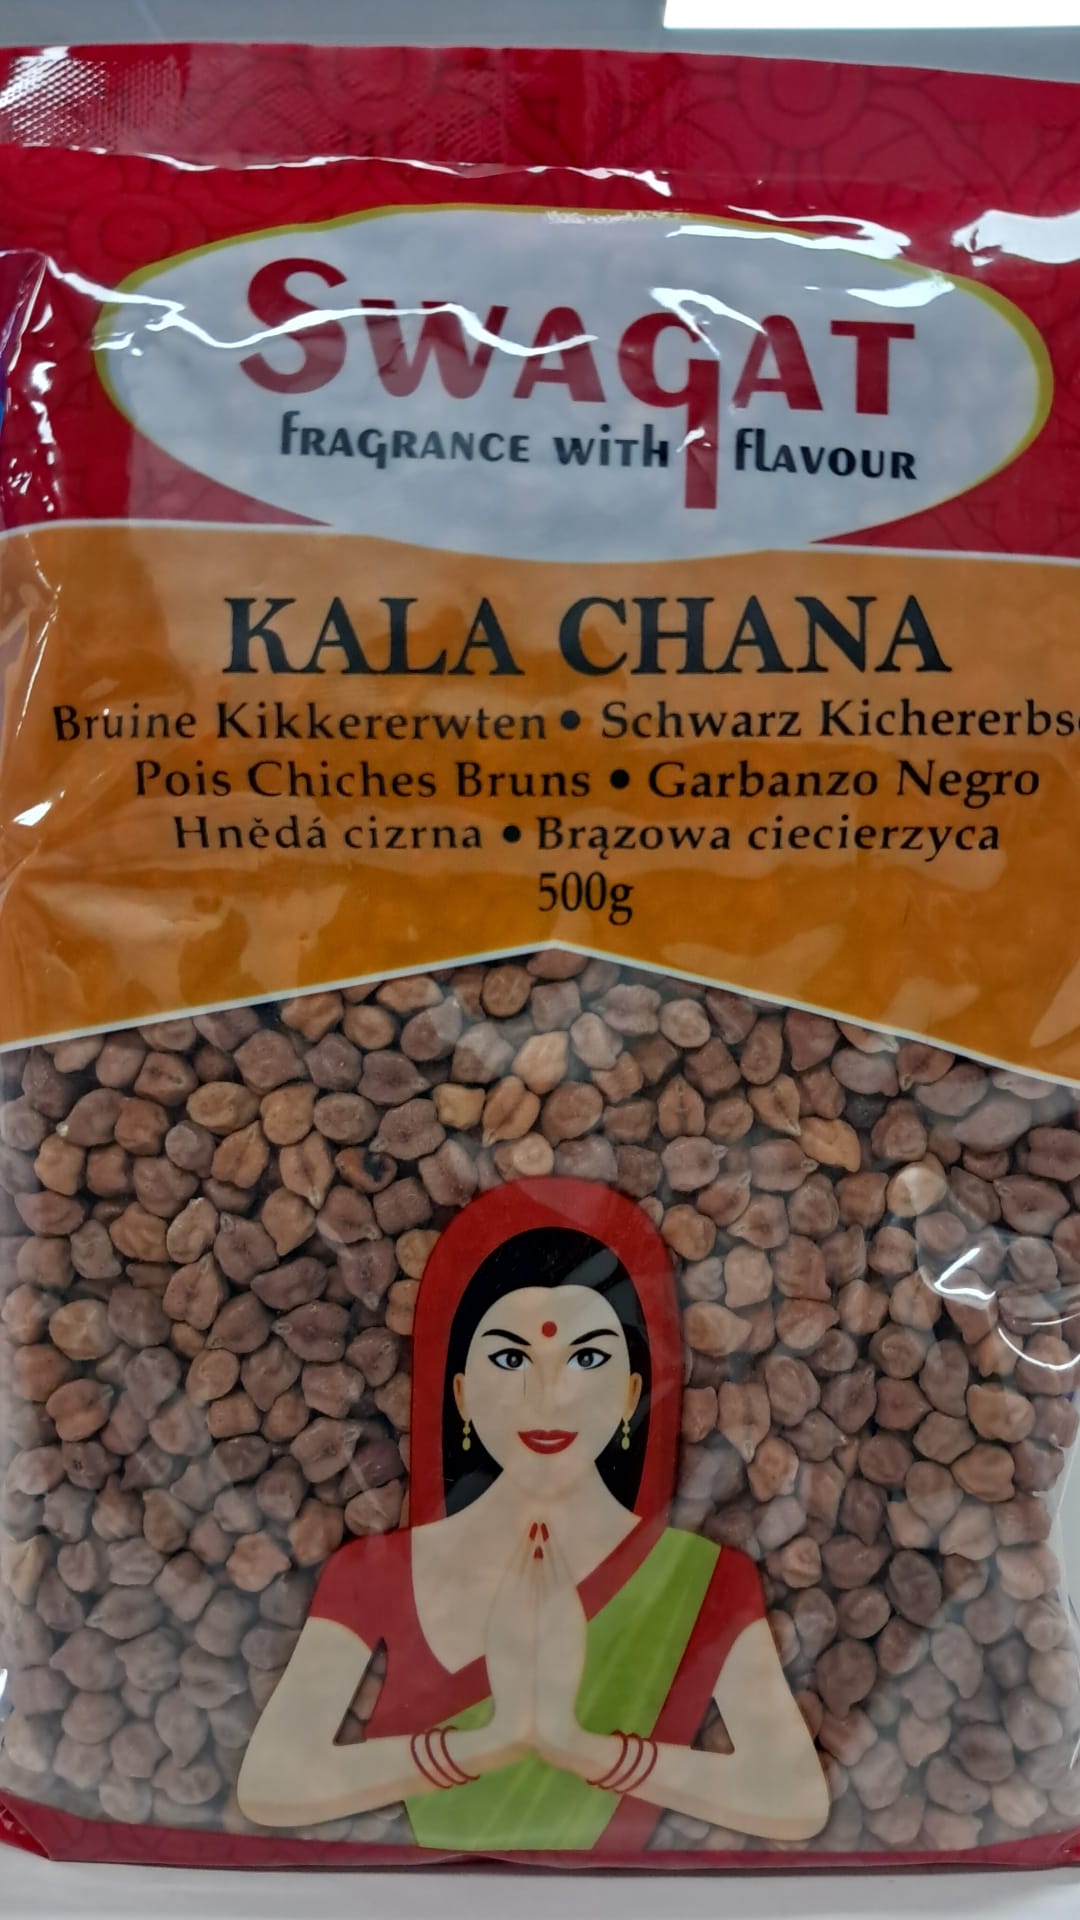 SWAGAT
FRAGRANCE WITH FLAVOUR
KALA CHANA
Bruine Kikkererwten • Schwarz Kichererbs
Pois Chiches Bruns • Garbanzo Negro
Hnědá cizrna • Brązowa ciecierzyca
500g